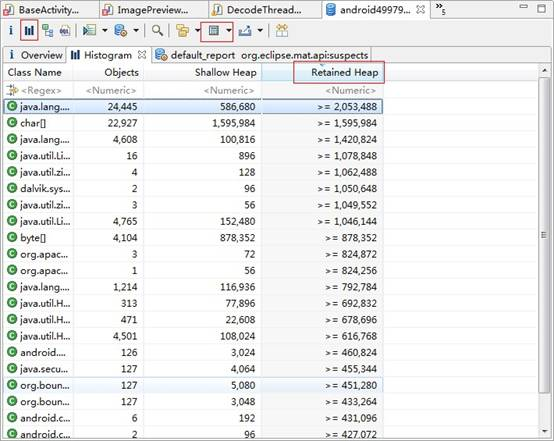 BaseActivity...
ImagePreview...
DecodeThread...
android49979...
»5
i
OQL
i Overview
Histogram
default_report org.eclipse.mat.api:suspects
Class Name Objects Shallow Heap Retained Heap
<Regex> <Numeric> <Numeric> <Numeric>
java.lang.... 24,445 586,680 >= 2,053,488
char[] 22,927 1,595,984 >= 1,595,984
java.lang.... 4,608 100,816 >= 1,420,824
java.util.Li... 16 896 >= 1,078,848
java.util.zi... 4 128 >= 1,062,488
dalvik.sys... 2 96 >= 1,050,648
java.util.zi... 3 56 >= 1,049,552
java.util.Li... 4,765 152,480 >= 1,046,144
byte[] 4,104 878,352 >= 878,352
org.apac... 3 72 >= 824,872
org.apac... 1 56 >= 824,256
java.lang.... 1,214 116,936 >= 792,784
java.util.H... 313 77,896 >= 692,832
java.util.H... 471 22,608 >= 678,696
java.util.H... 4,501 108,024 >= 616,768
android.... 126 3,024 >= 460,824
java.secu... 127 4,064 >= 455,344
org.boun... 127 5,080 >= 451,280
org.boun... 127 3,048 >= 433,264
android.c... 6 192 >= 431,096
android.c... 2 96 >= 427,072